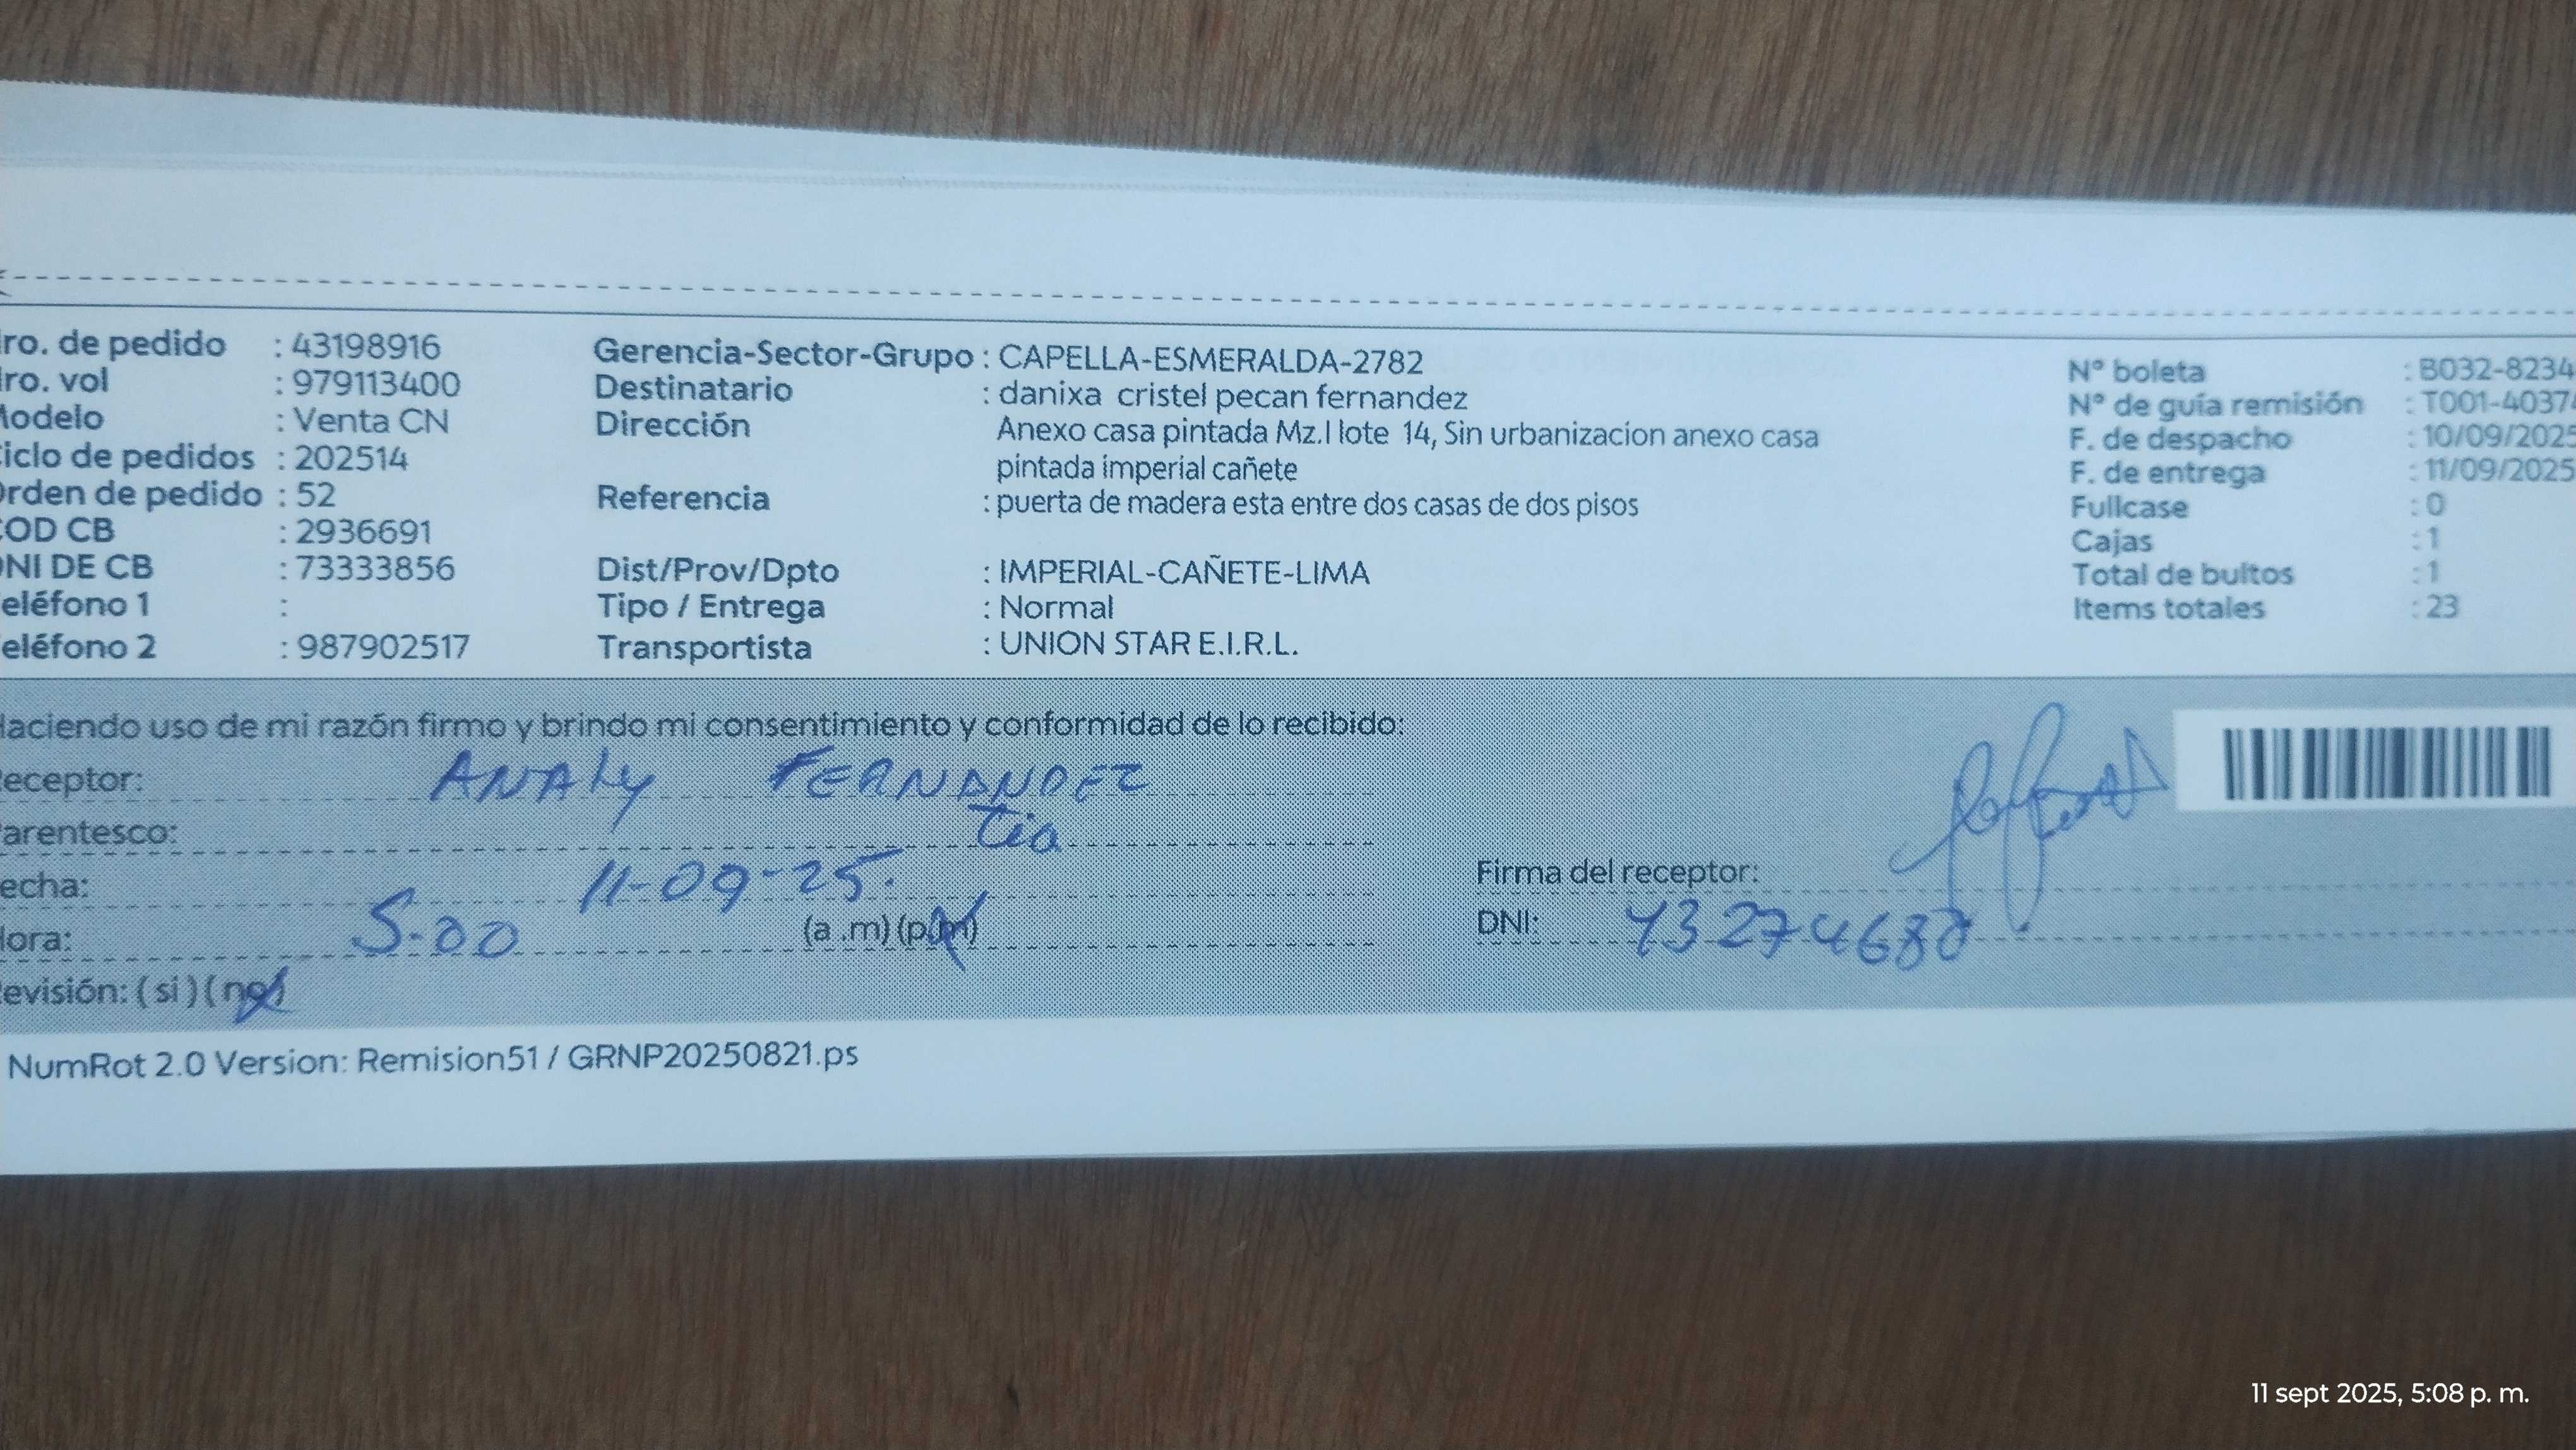 ro. de pedido : 43198916
ro. vol : 979113400
Modelo : Venta CN
iclo de pedidos : 202514
Orden de pedido : 52
COD CB : 2936691
DNI DE CB : 73333856
eléfono 1 :
eléfono 2 : 987902517
Gerencia-Sector-Grupo : CAPELLA-ESMERALDA-2782
Destinatario : danixa cristel pecan fernandez
Dirección Anexo casa pintada Mz.I lote 14, Sin urbanizacion anexo casa
pintada imperial cañete
Referencia : puerta de madera esta entre dos casas de dos pisos
Dist/Prov/Dpto : IMPERIAL-CAÑETE-LIMA
Tipo / Entrega : Normal
Transportista : UNION STAR E.I.R.L.
N° boleta : B032-8234
N° de guía remisión : T001-40374
F. de despacho : 10/09/2025
F. de entrega : 11/09/2025
Fullcase : 0
Cajas : 1
Total de bultos : 1
Items totales : 23
Haciendo uso de mi razón firmo y brindo mi consentimiento y conformidad de lo recibido:
eceptor: ANALY FERNANDEZ
arentesco: tia
echa: 11-09-25.
Hora: 5-00 (a .m) (p.m)
evisión: ( si ) ( no )
Firma del receptor:
DNI: 43274680
NumRot 2.0 Version: Remision51 / GRNP20250821.ps
11 sept 2025, 5:08 p. m.